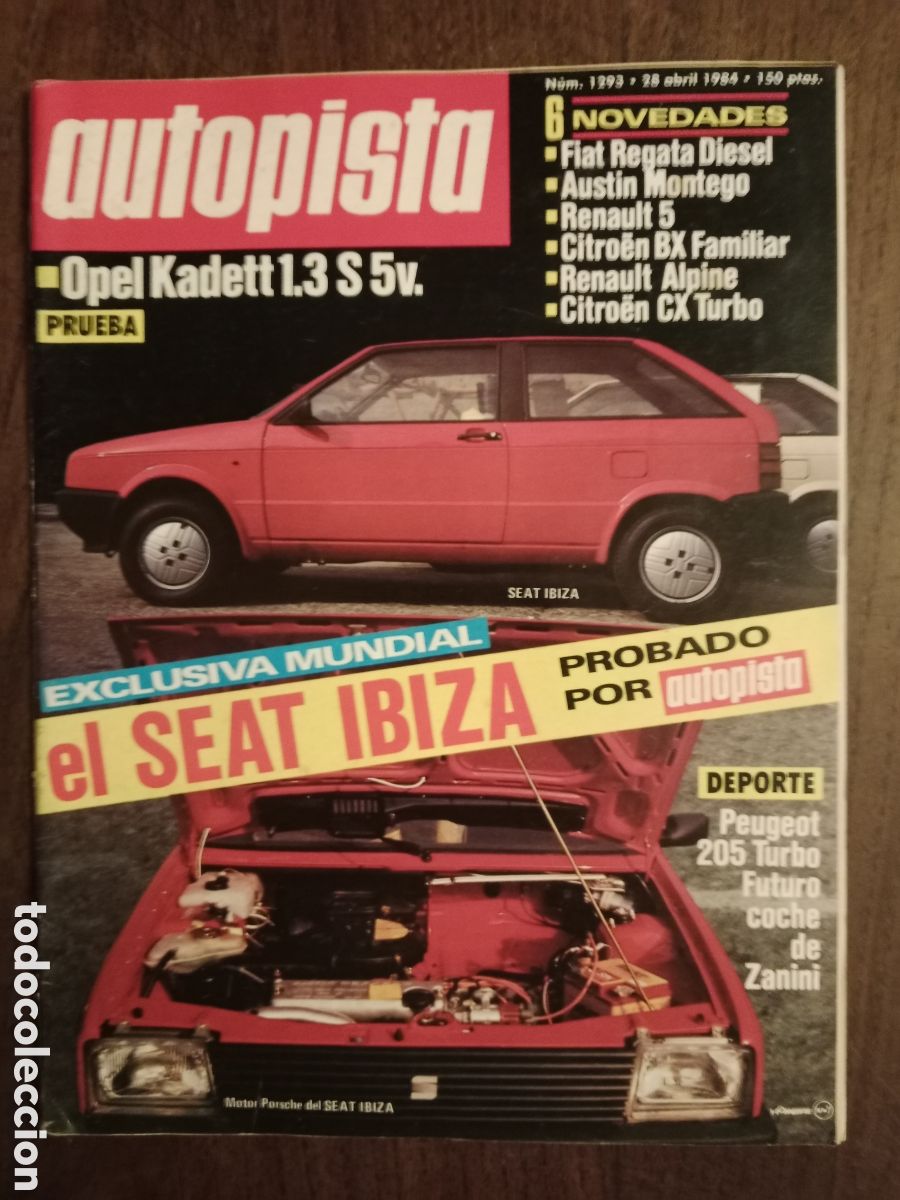 Núm. 1293 • 28 abril 1984 • 150 ptas.
autopista
6 NOVEDADES
Fiat Regata Diesel
Austin Montego
Renault 5
Citroën BX Familiar
Renault Alpine
Citroën CX Turbo
Opel Kadett 1.3 S 5v.
PRUEBA
SEAT IBIZA
EXCLUSIVA MUNDIAL
el SEAT IBIZA
PROBADO
POR autopista
DEPORTE
Peugeot
205 Turbo
Futuro
coche
de
Zanini
Motor Porsche del SEAT IBIZA
todocoleccion